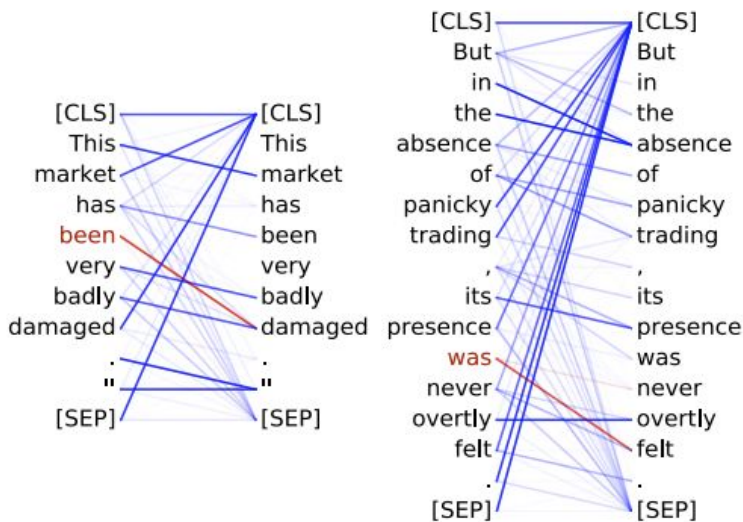 [CLS] [CLS]
This This
market market
has has
been been
very very
badly badly
damaged damaged
. .
" "
[SEP] [SEP]
[CLS] [CLS]
But But
in in
the the
absence absence
of of
panicky panicky
trading trading
, ,
its its
presence presence
was was
never never
overtly overtly
felt felt
. .
[SEP] [SEP]